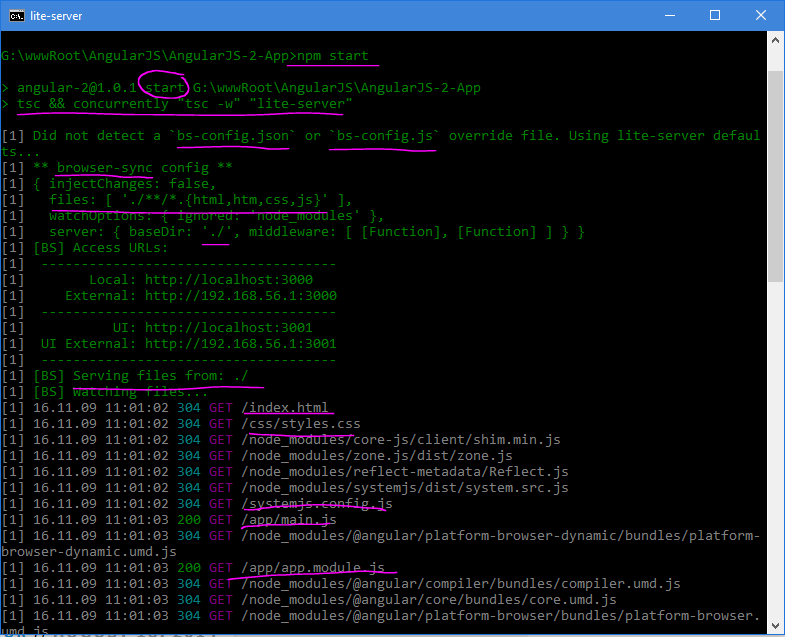 lite-server
G:\wwwRoot\AngularJS\AngularJS-2-App>npm start
> angular-2@1.0.1 start G:\wwwRoot\AngularJS\AngularJS-2-App
> tsc && concurrently "tsc -w" "lite-server"
[1] Did not detect a `bs-config.json` or `bs-config.js` override file. Using lite-server defaul
ts...
[1] ** browser-sync config **
[1] { injectChanges: false,
[1]   files: [ './**/*.{html,htm,css,js}' ],
[1]   watchOptions: { ignored: 'node_modules' },
[1]   server: { baseDir: './', middleware: [ [Function], [Function] ] } }
[1] [BS] Access URLs:
[1]  -------------------------------------
[1]        Local: http://localhost:3000
[1]     External: http://192.168.56.1:3000
[1]  -------------------------------------
[1]           UI: http://localhost:3001
[1]  UI External: http://192.168.56.1:3001
[1]  -------------------------------------
[1] [BS] Serving files from: ./
[1] [BS] Watching files...
[1] 16.11.09 11:01:02 304 GET /index.html
[1] 16.11.09 11:01:02 304 GET /css/styles.css
[1] 16.11.09 11:01:02 304 GET /node_modules/core-js/client/shim.min.js
[1] 16.11.09 11:01:02 304 GET /node_modules/zone.js/dist/zone.js
[1] 16.11.09 11:01:02 304 GET /node_modules/reflect-metadata/Reflect.js
[1] 16.11.09 11:01:02 304 GET /node_modules/systemjs/dist/system.src.js
[1] 16.11.09 11:01:02 304 GET /systemjs.config.js
[1] 16.11.09 11:01:03 200 GET /app/main.js
[1] 16.11.09 11:01:03 304 GET /node_modules/@angular/platform-browser-dynamic/bundles/platform-
browser-dynamic.umd.js
[1] 16.11.09 11:01:03 200 GET /app/app.module.js
[1] 16.11.09 11:01:03 304 GET /node_modules/@angular/compiler/bundles/compiler.umd.js
[1] 16.11.09 11:01:03 304 GET /node_modules/@angular/core/bundles/core.umd.js
[1] 16.11.09 11:01:03 304 GET /node_modules/@angular/platform-browser/bundles/platform-browser.
umd.js